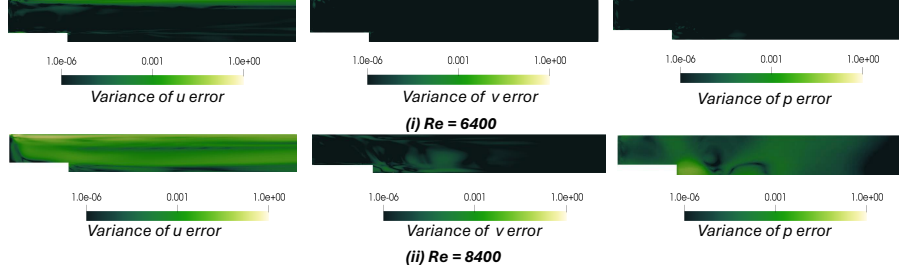 1.0e-06 0.001 1.0e+00 1.0e-06 0.001 1.0e+00 1.0e-06 0.001 1.0e+00
Variance of u error Variance of v error Variance of p error
(i) Re = 6400
1.0e-06 0.001 1.0e+00 1.0e-06 0.001 1.0e+00 1.0e-06 0.001 1.0e+00
Variance of u error Variance of v error Variance of p error
(ii) Re = 8400